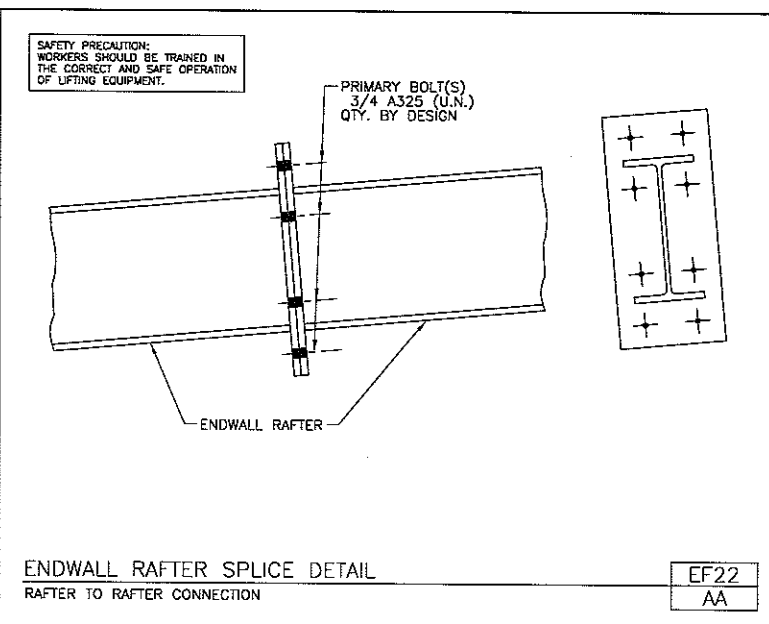 SAFETY PRECAUTION:
WORKERS SHOULD BE TRAINED IN
THE CORRECT AND SAFE OPERATION
OF LIFTING EQUIPMENT.
PRIMARY BOLT(S)
3/4 A325 (U.N.)
QTY. BY DESIGN
ENDWALL RAFTER
ENDWALL RAFTER SPLICE DETAIL
RAFTER TO RAFTER CONNECTION
EF22
AA